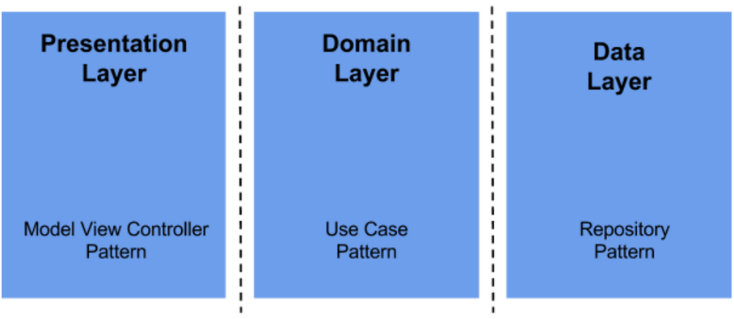 Presentation
Layer
Model View Controller
Pattern
Domain
Layer
Use Case
Pattern
Data
Layer
Repository
Pattern